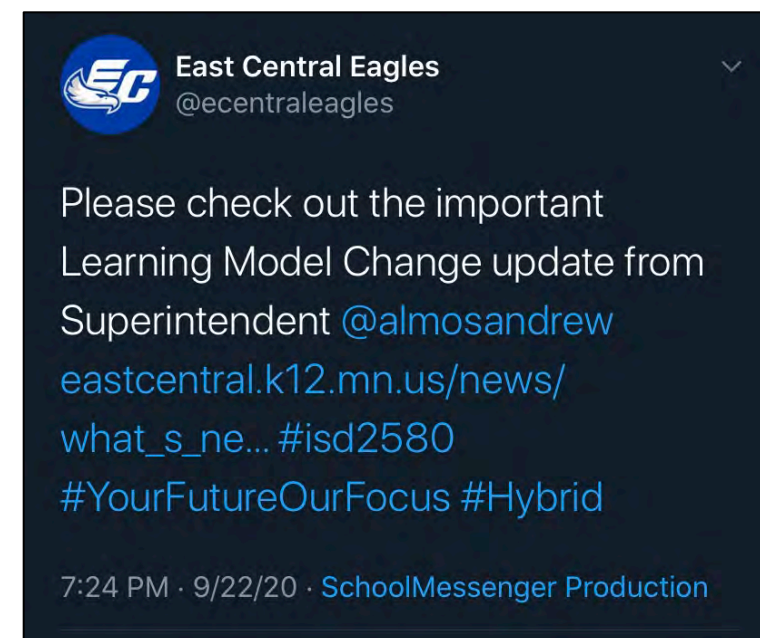 EC
East Central Eagles
@ecentraleagles
Please check out the important
Learning Model Change update from
Superintendent @almosandrew
eastcentral.k12.mn.us/news/
what_s_ne... #isd2580
#YourFutureOurFocus #Hybrid
7:24 PM · 9/22/20 · SchoolMessenger Production